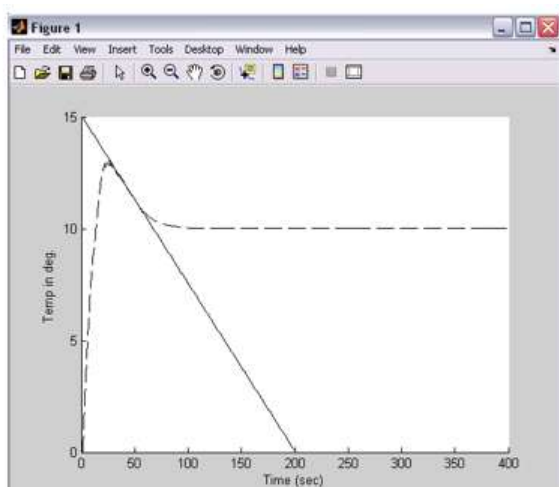 Figure 1
File Edit View Insert Tools Desktop Window Help
15
10
5
0
Temp in deg.
0 50 100 150 200 250 300 350 400
Time (sec)